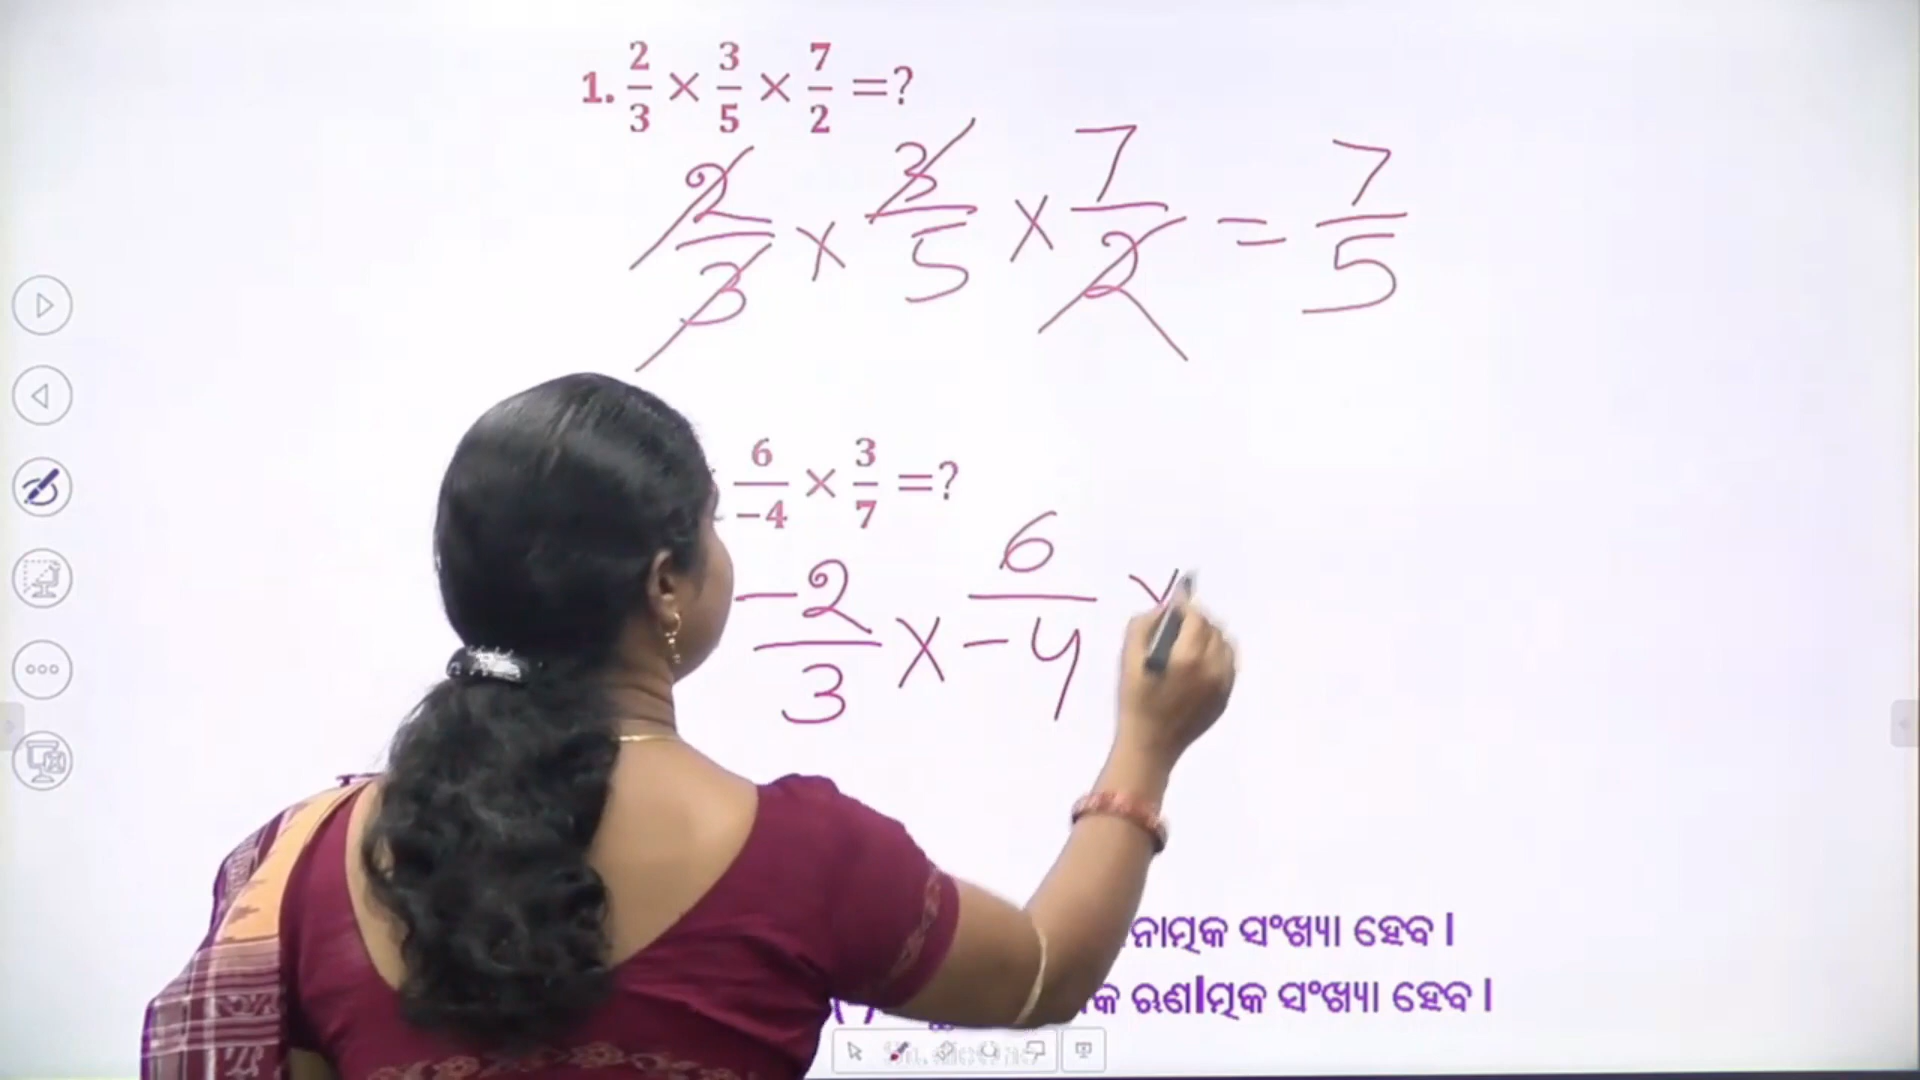 1. 2/3 × 3/5 × 7/2 =?
2/3 × 3/5 × 7/2 = 7/5
6/-4 × 3/7 =?
-2/3 × 6/-4 ×
ସଂଖ୍ୟା ହେବ।
ଋଣାତ୍ମକ ସଂଖ୍ୟା ହେବ।